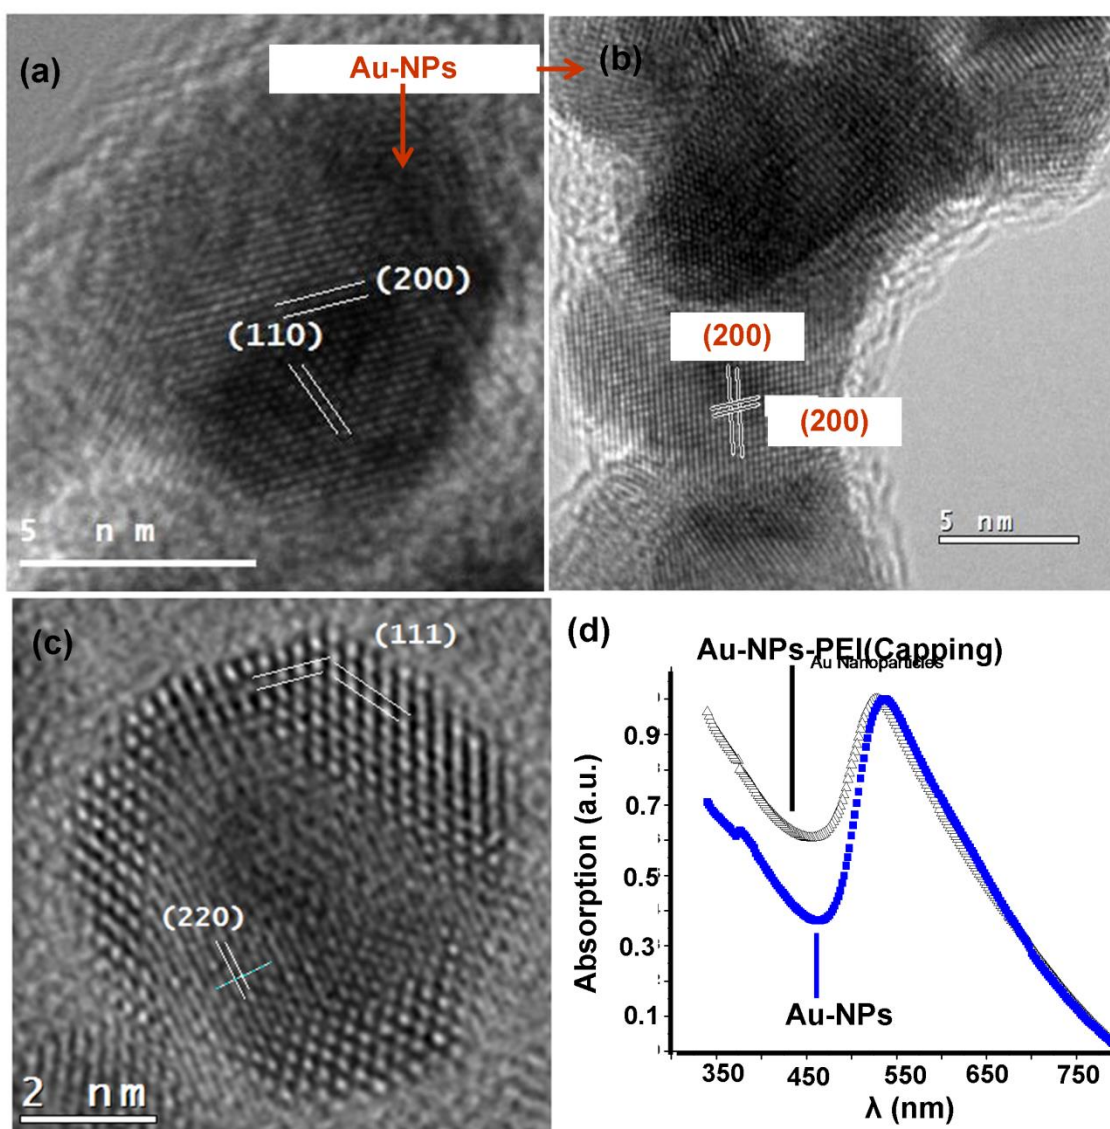 (a)
Au-NPs
(b)
(200)
(110)
5 nm
(200)
(200)
5 nm
(c)
(111)
(220)
2 nm
(d)
Au-NPs-PEI(Capping)
Au Nanoparticles
0.9
0.7
0.5
0.3
0.1
Absorption (a.u.)
Au-NPs
350 450 550 650 750
λ (nm)